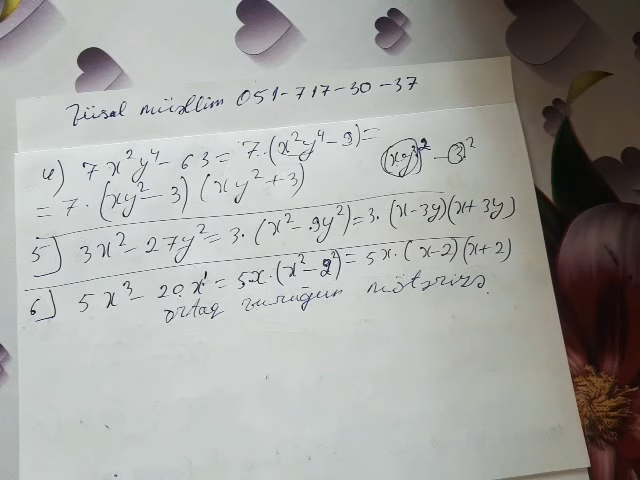 müəllim 051-717-30-37
4) 7x²y⁴ - 63 = 7·(x²y⁴ - 9) =
(xy²)² - 3²
= 7·(xy² - 3)(xy² + 3)
5) 3x² - 27y² = 3·(x² - 9y²) = 3·(x-3y)(x+3y)
6) 5x³ - 20x¹ = 5x·(x² - 2²) = 5x·(x-2)(x+2)
ortaq vuruğun mötərizə